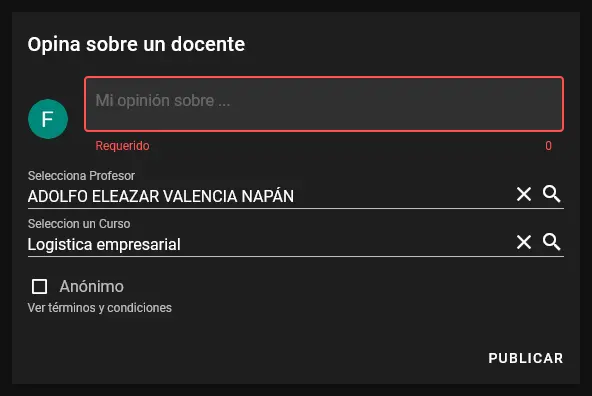 Opina sobre un docente
F
Mi opinión sobre ...
Requerido 0
Selecciona Profesor
ADOLFO ELEAZAR VALENCIA NAPÁN
Seleccion un Curso
Logistica empresarial
Anónimo
Ver términos y condiciones
PUBLICAR